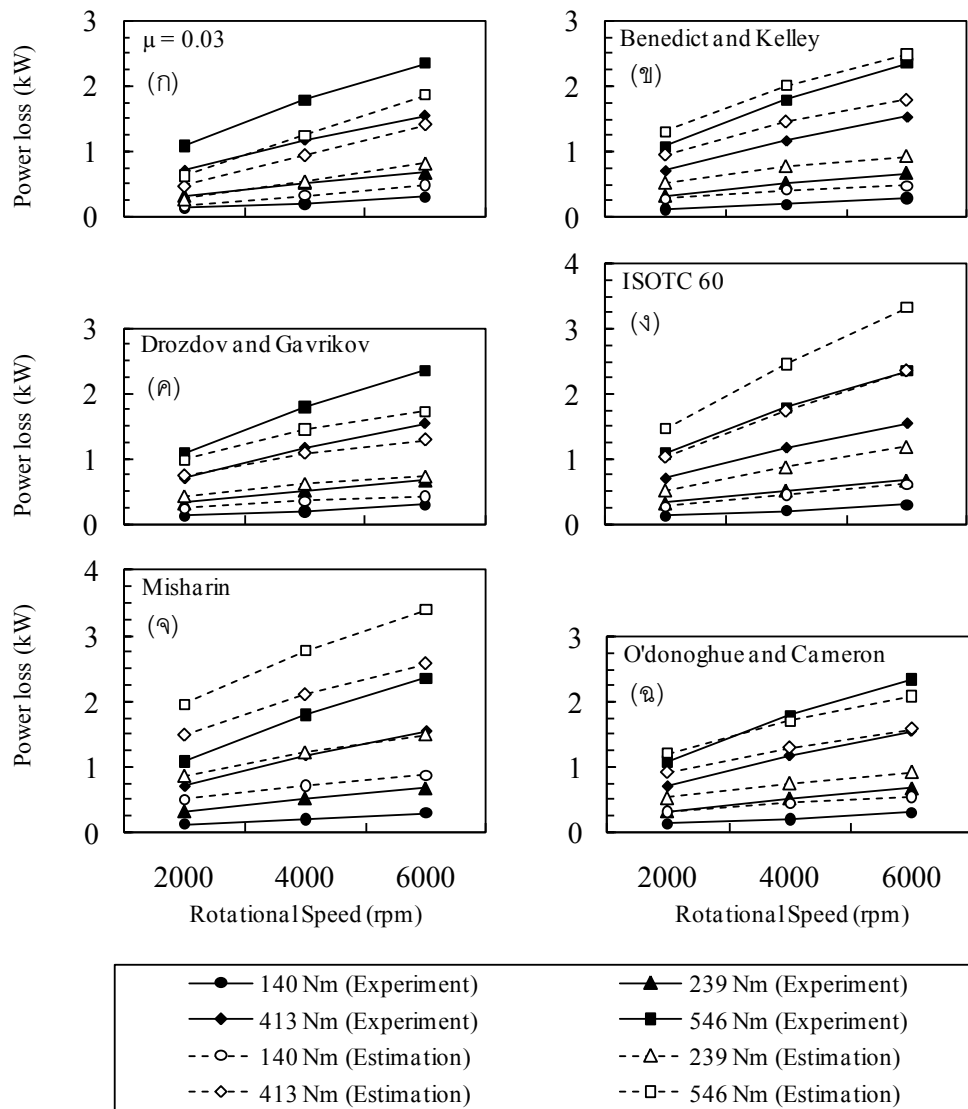 3
μ = 0.03
(ก)
2
1
0
Power loss (kW)
3
Benedict and Kelley
(ข)
2
1
0
3
Drozdov and Gavrikov
(ค)
2
1
0
Power loss (kW)
4
ISOTC 60
(ง)
3
2
1
0
4
Misharin
(จ)
3
2
1
0
Power loss (kW)
2000 4000 6000
Rotational Speed (rpm)
3
O'donoghue and Cameron
(ฉ)
2
1
0
2000 4000 6000
Rotational Speed (rpm)
140 Nm (Experiment)
239 Nm (Experiment)
413 Nm (Experiment)
546 Nm (Experiment)
140 Nm (Estimation)
239 Nm (Estimation)
413 Nm (Estimation)
546 Nm (Estimation)